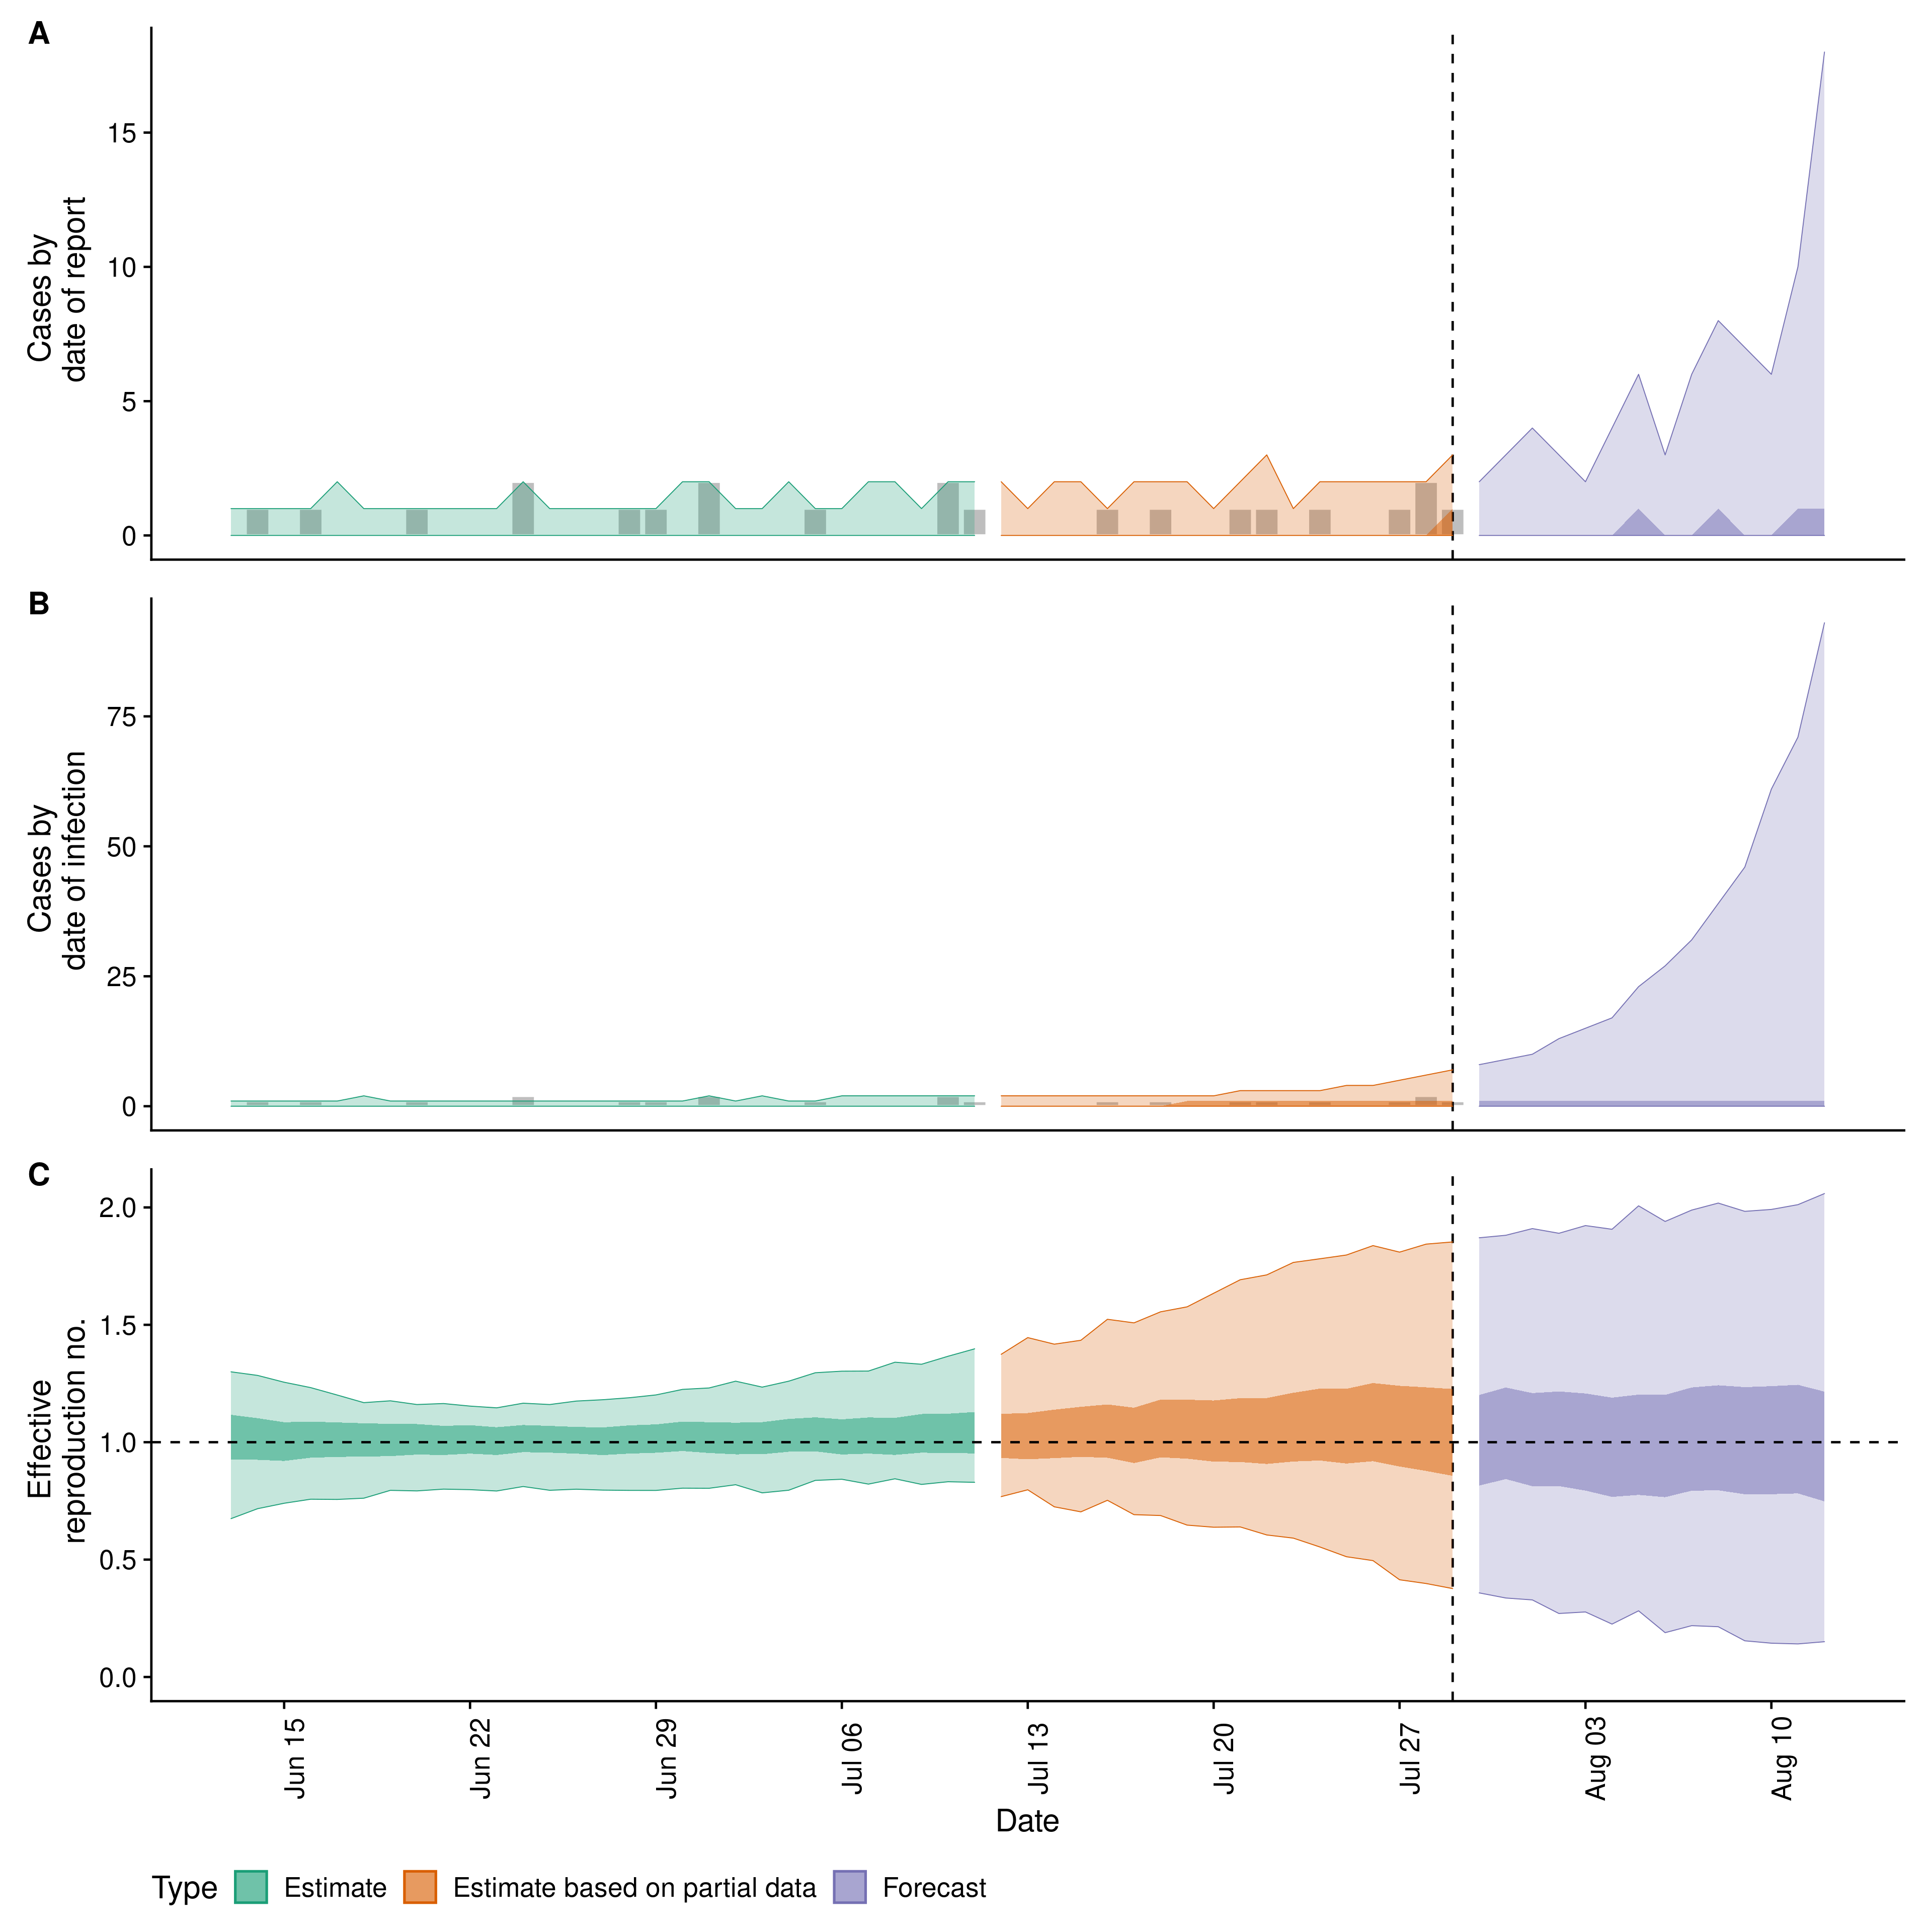 A
Cases by
date of report
15
10
5
0
B
Cases by
date of infection
75
50
25
0
C
Effective
reproduction no.
2.0
1.5
1.0
0.5
0.0
Jun 15
Jun 22
Jun 29
Jul 06
Jul 13
Jul 20
Jul 27
Aug 03
Aug 10
Date
Type Estimate Estimate based on partial data Forecast